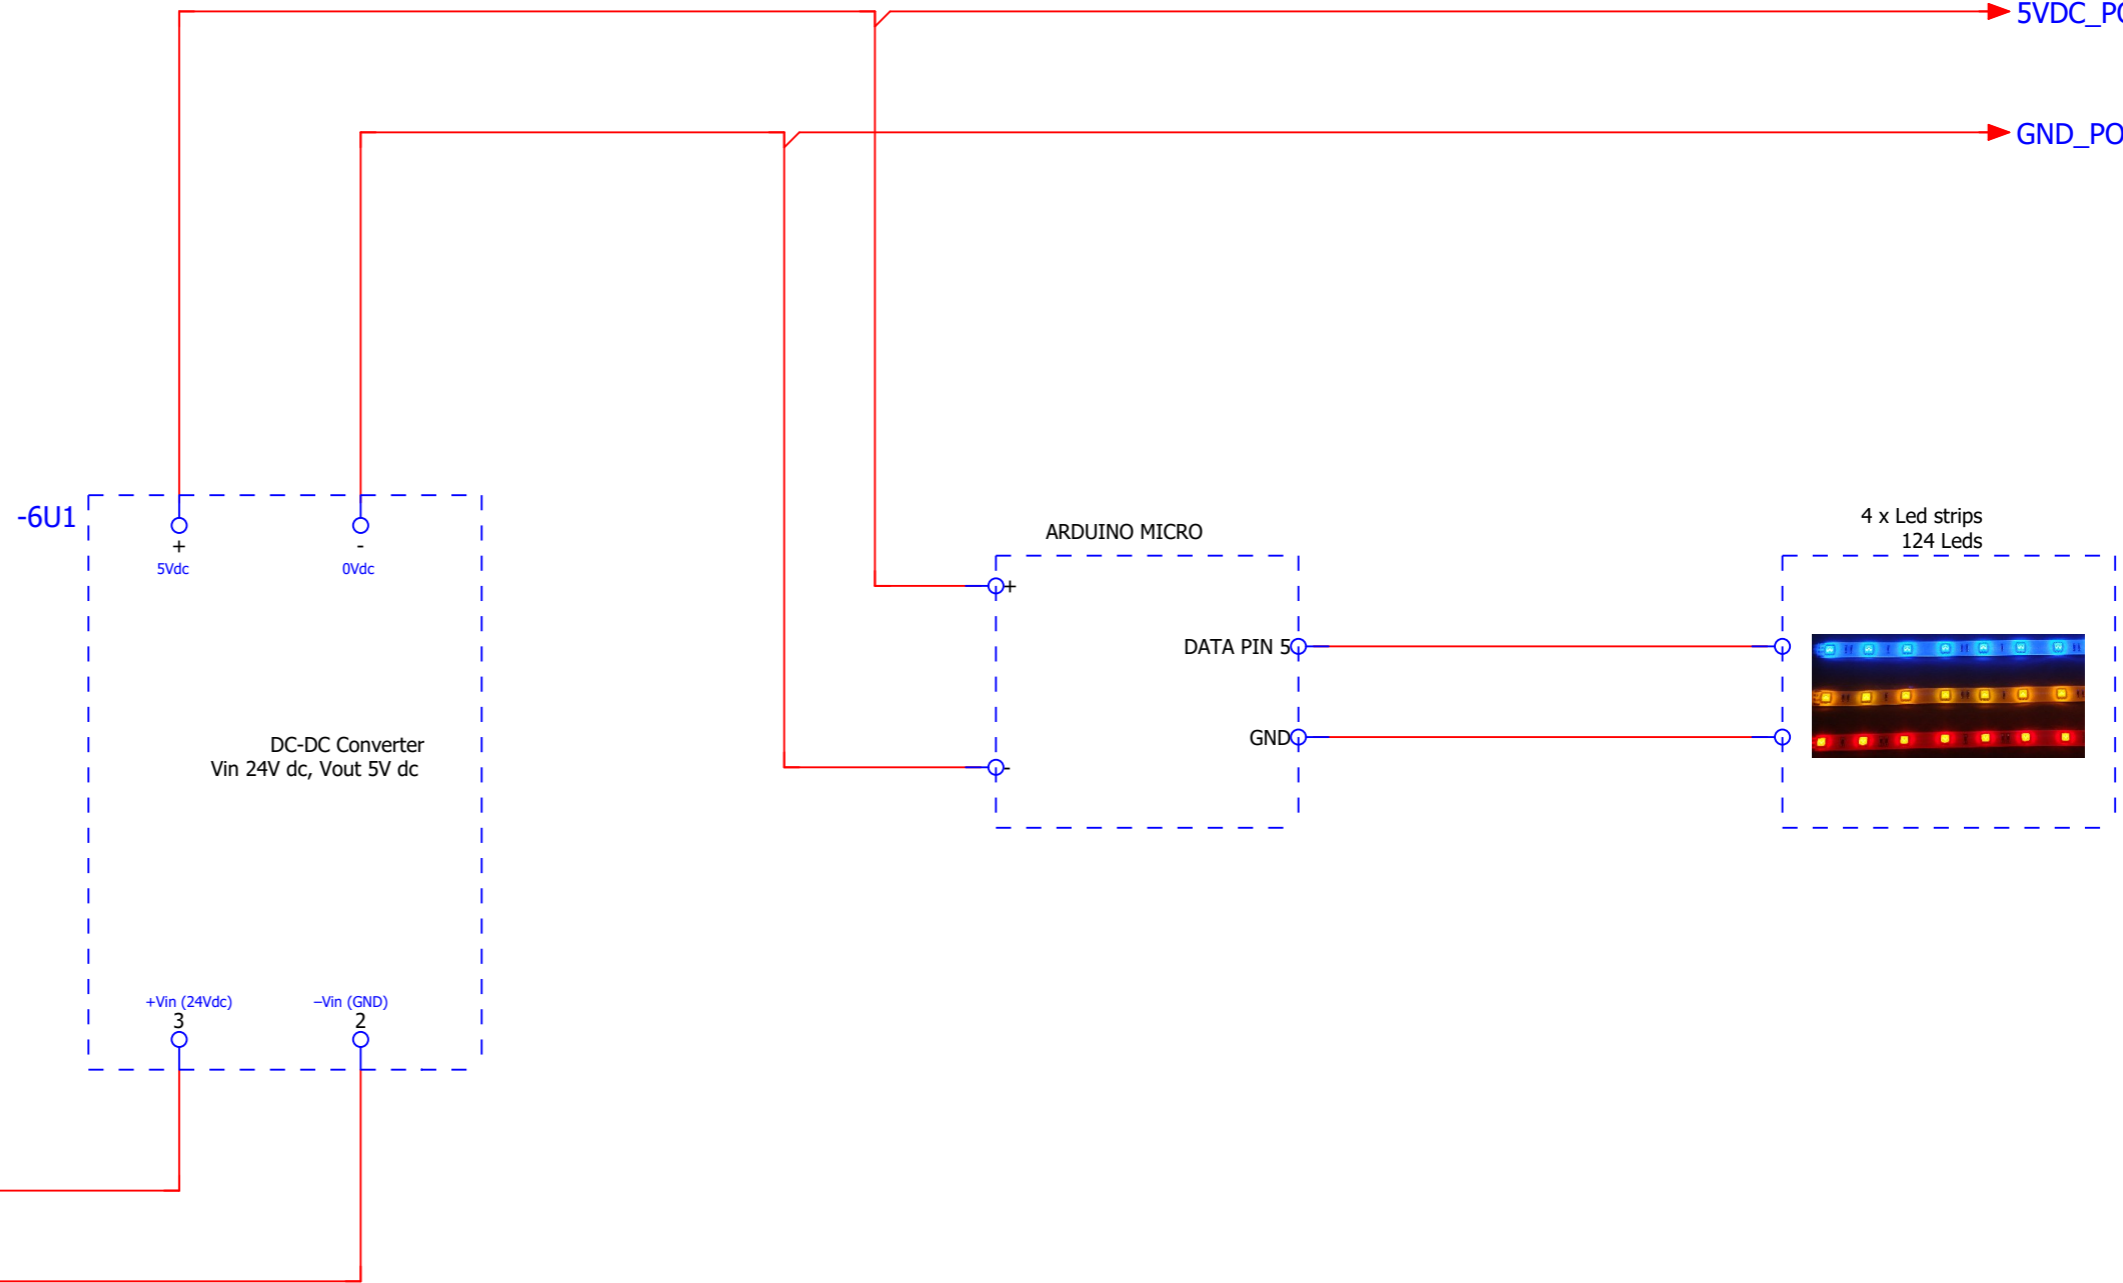 5VDC_PO
GND_PO
-6U1
+
-
5Vdc
0Vdc
DC-DC Converter
Vin 24V dc, Vout 5V dc
+Vin (24Vdc)
–Vin (GND)
3
2
ARDUINO MICRO
+
DATA PIN 5
GND
-
4 x Led strips
124 Leds